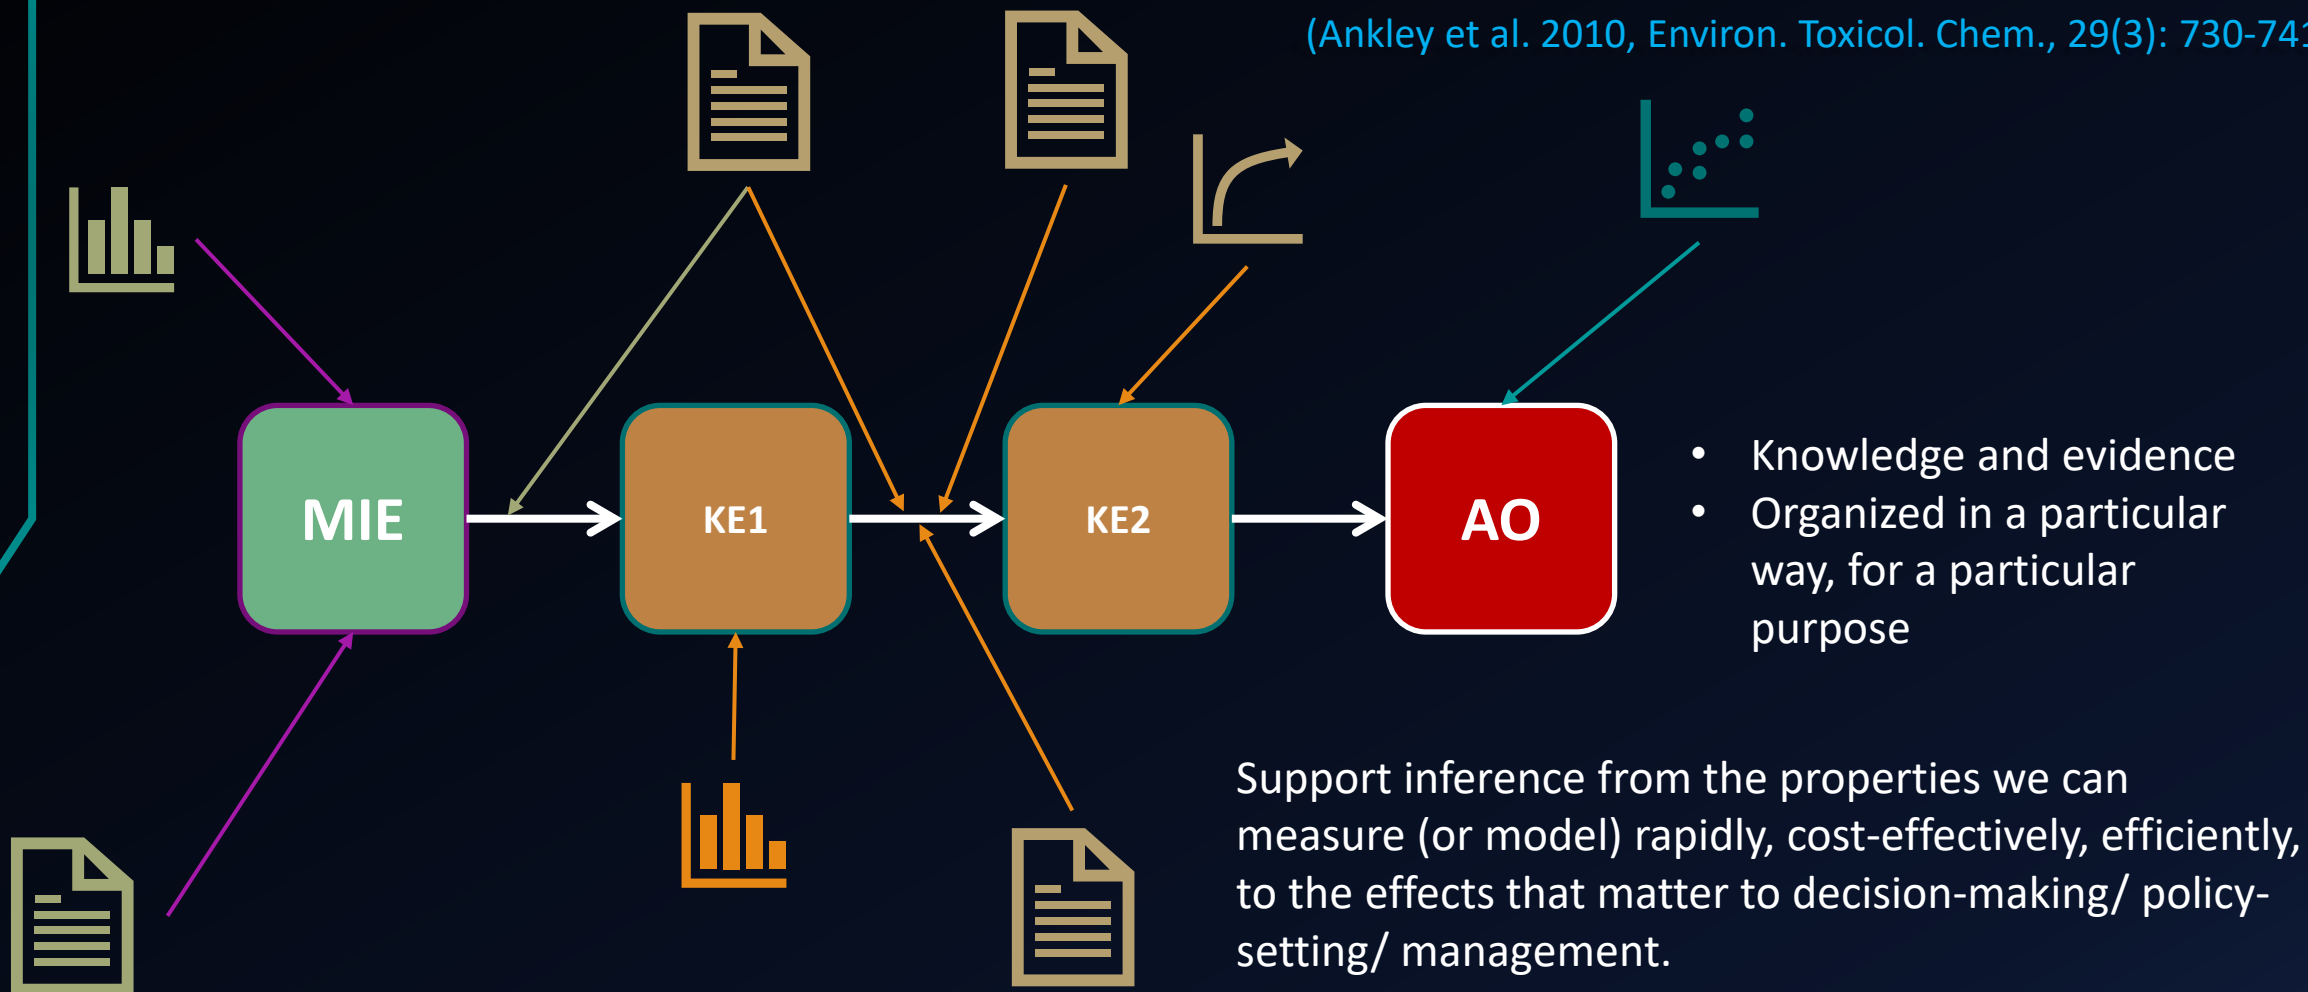 (Ankley et al. 2010, Environ. Toxicol. Chem., 29(3): 730-741
MIE
KE1
KE2
AO
• Knowledge and evidence
• Organized in a particular
way, for a particular
purpose
Support inference from the properties we can
measure (or model) rapidly, cost-effectively, efficiently,
to the effects that matter to decision-making/ policy-
setting/ management.